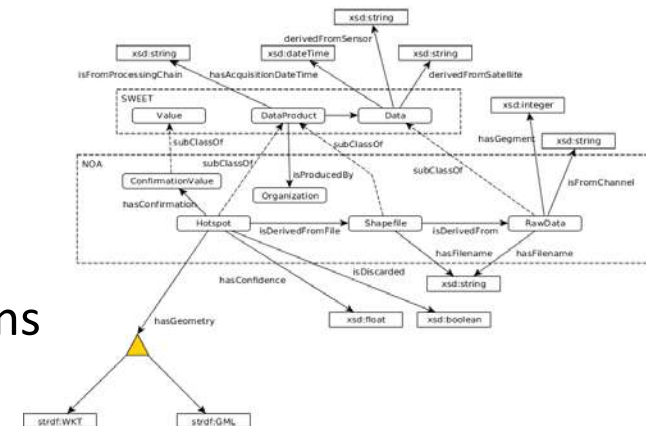 xsd:string
derivedFromSensor
xsd:string
xsd:dateTime
xsd:string
isFromProcessingChain
hasAcquisitionDateTime
derivedFromSatellite
SWEET
Value
DataProduct
Data
xsd:integer
subClassOf
subClassOf
subClassOf
subClassOf
hasGegment
xsd:string
NOA
ConfirmationValue
isProducedBy
Organization
isFromChannel
hasConfirmation
Hotspot
isDerivedFromFile
Shapefile
isDerivedFrom
RawData
hasConfidence
isDiscarded
hasFilename
hasFilename
xsd:string
ns
hasGeometry
xsd:float
xsd:boolean
strdf:WKT
strdf:GML